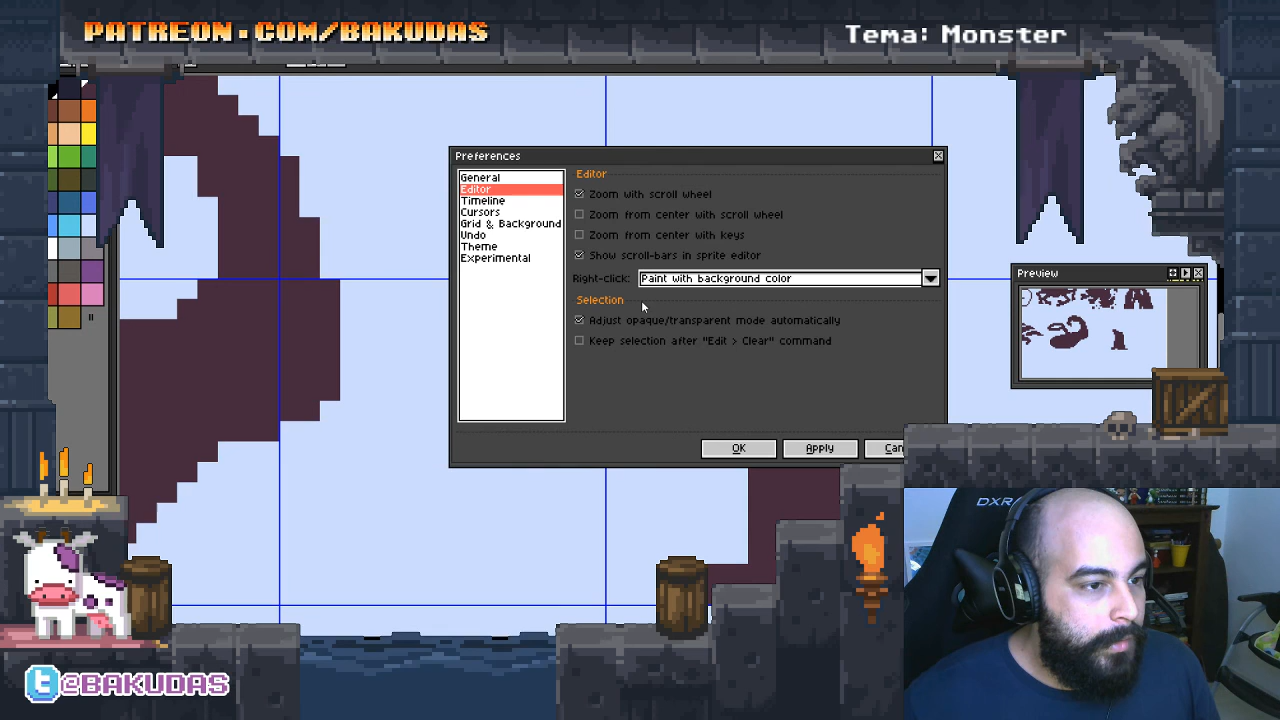 PATREON.COM/BAKUDAS
Tema: Monster
Preferences
General
Editor
Timeline
Cursors
Grid & Background
Undo
Theme
Experimental
Editor
Zoom with scroll wheel
Zoom from center with scroll wheel
Zoom from center with keys
Show scroll-bars in sprite editor
Right-click: Paint with background color
Selection
Adjust opaque/transparent mode automatically
Keep selection after "Edit > Clear" command
OK Apply Can
Preview
DXR
@BAKUDAS